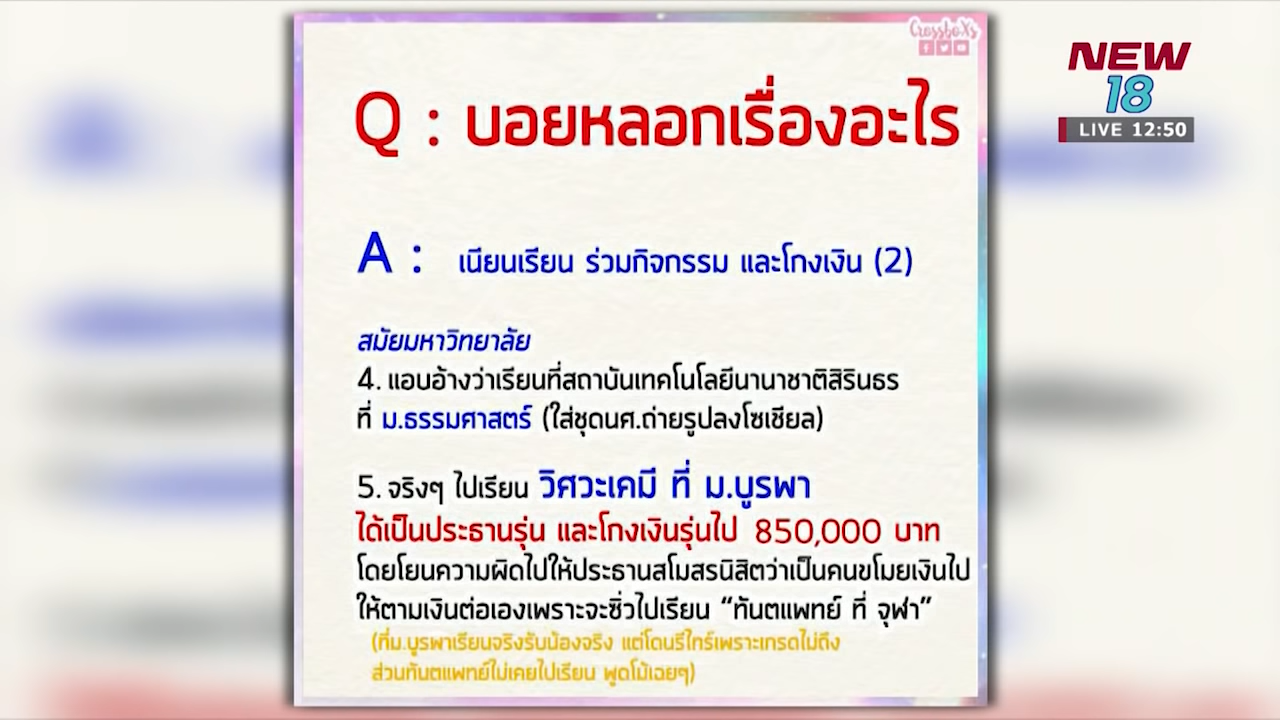 CrossboXs
NEW
18
LIVE 12:50
Q : บอยหลอกเรื่องอะไร
A : เนียนเรียน ร่วมกิจกรรม และโกงเงิน (2)
สมัยมหาวิทยาลัย
4. แอบอ้างว่าเรียนที่สถาบันเทคโนโลยีนานาชาติสิรินธร
ที่ ม.ธรรมศาสตร์ (ใส่ชุดนศ.ถ่ายรูปลงโซเชียล)
5. จริงๆ ไปเรียน วิศวะเคมี ที่ ม.บูรพา
ได้เป็นประธานรุ่น และโกงเงินรุ่นไป 850,000 บาท
โดยโยนความผิดไปให้ประธานสโมสรนิสิตว่าเป็นคนขโมยเงินไป
ให้ตามเงินต่อเองเพราะจะซิ่วไปเรียน “ทันตแพทย์ ที่ จุฬา”
(ที่ม.บูรพาเรียนจริงรับน้องจริง แต่โดนรีไทร์เพราะเกรดไม่ถึง
ส่วนทันตแพทย์ไม่เคยไปเรียน พูดโม้เฉยๆ)